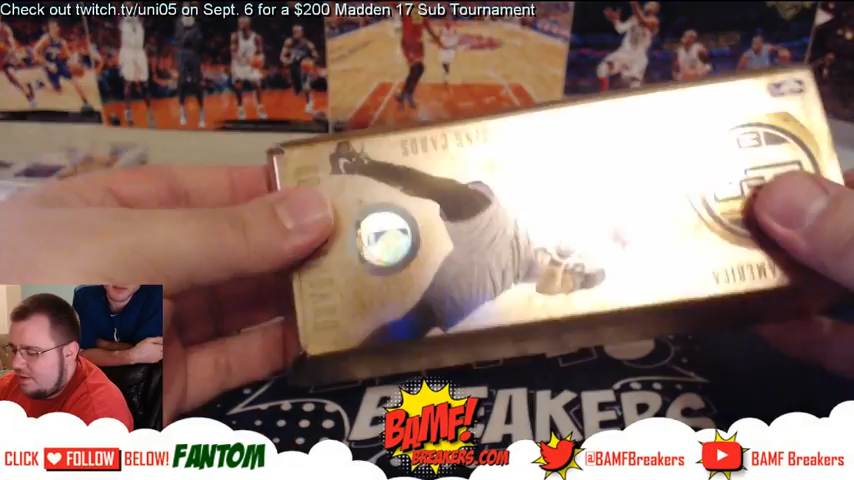 Check out twitch.tv/uni05 on Sept. 6 for a $200 Madden 17 Sub Tournament
AMERICA
BREAKERS
CLICK FOLLOW BELOW! FANTOM
BAMF!
BREAKERS.COM
@BAMFBreakers
BAMF Breakers